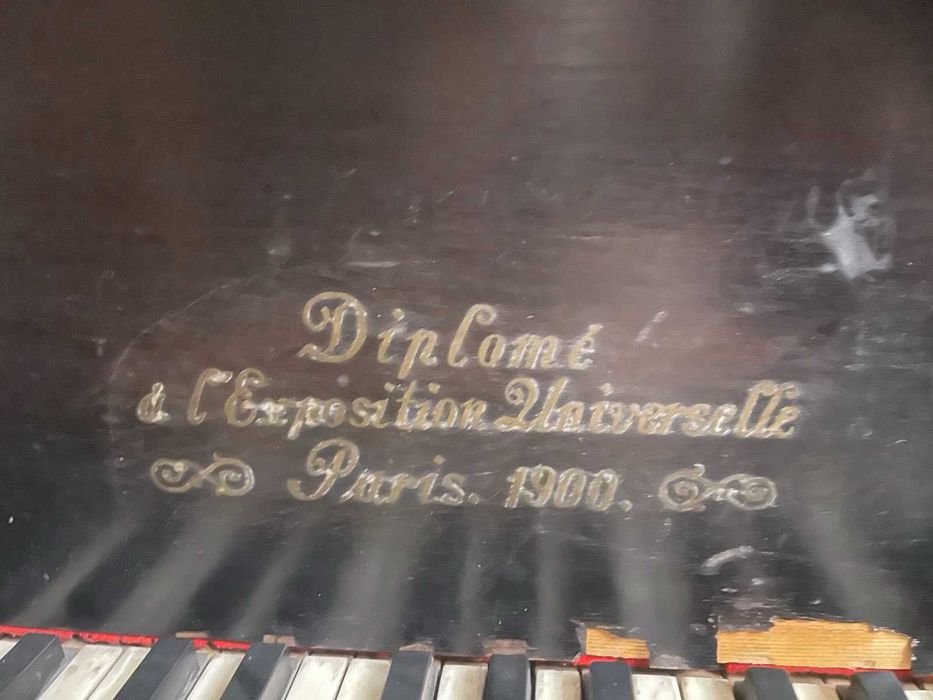 Diplomé
à l'Exposition Universelle
Paris. 1900.